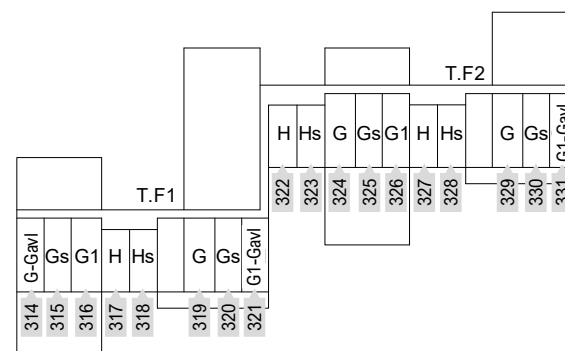 T.F2
H Hs G Gs G1 H Hs G Gs G1-Gavl
322 323 324 325 326 327 328 329 330 331
T.F1
G-Gavl Gs G1 H Hs G Gs G1-Gavl
314 315 316 317 318 319 320 321